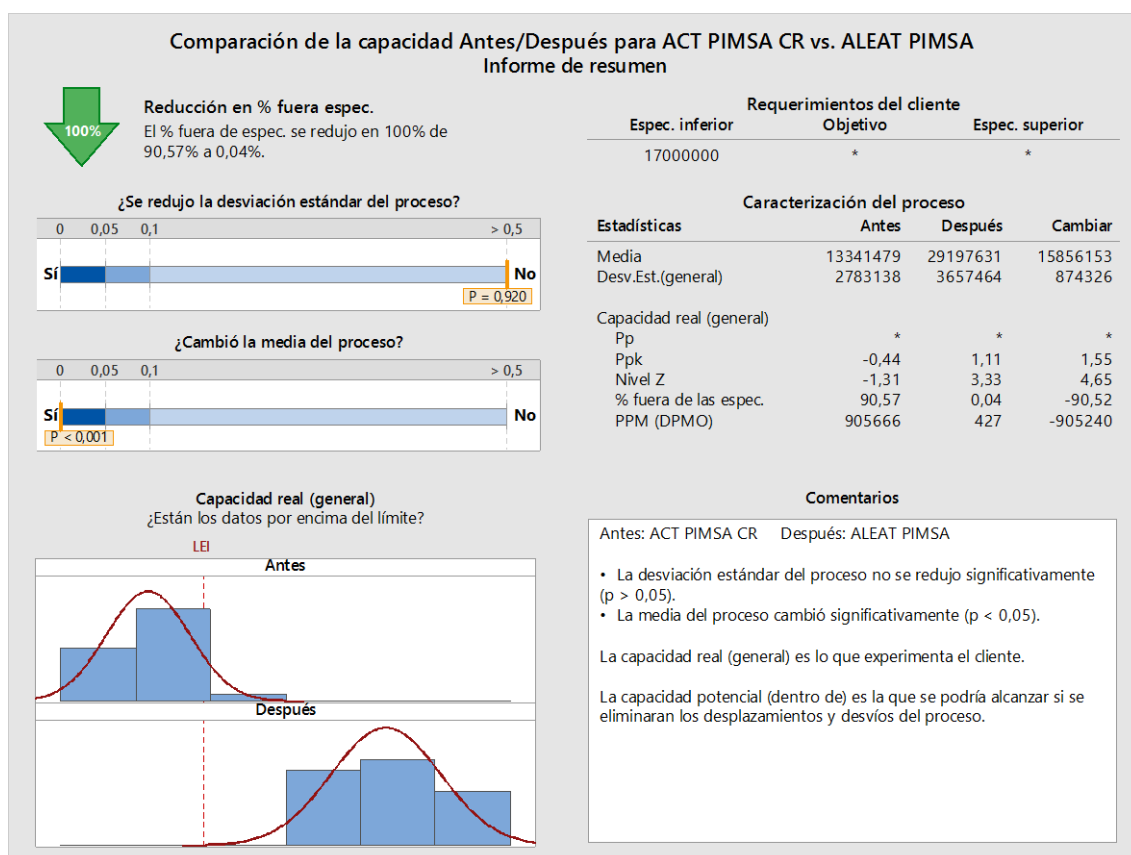 Comparación de la capacidad Antes/Después para ACT PIMSA CR vs. ALEAT PIMSA
Informe de resumen
100%
Reducción en % fuera espec.
El % fuera de espec. se redujo en 100% de
90,57% a 0,04%.
¿Se redujo la desviación estándar del proceso?
0 0,05 0,1 > 0,5
Sí No
P = 0,920
¿Cambió la media del proceso?
0 0,05 0,1 > 0,5
Sí No
P < 0,001
Capacidad real (general)
¿Están los datos por encima del límite?
LEI
Antes
Después
Requerimientos del cliente
Espec. inferior Objetivo Espec. superior
17000000 * *
Caracterización del proceso
Estadísticas Antes Después Cambiar
Media 13341479 29197631 15856153
Desv.Est.(general) 2783138 3657464 874326
Capacidad real (general)
Pp * * *
Ppk -0,44 1,11 1,55
Nivel Z -1,31 3,33 4,65
% fuera de las espec. 90,57 0,04 -90,52
PPM (DPMO) 905666 427 -905240
Comentarios
Antes: ACT PIMSA CR Después: ALEAT PIMSA
• La desviación estándar del proceso no se redujo significativamente
(p > 0,05).
• La media del proceso cambió significativamente (p < 0,05).
La capacidad real (general) es lo que experimenta el cliente.
La capacidad potencial (dentro de) es la que se podría alcanzar si se
eliminaran los desplazamientos y desvíos del proceso.